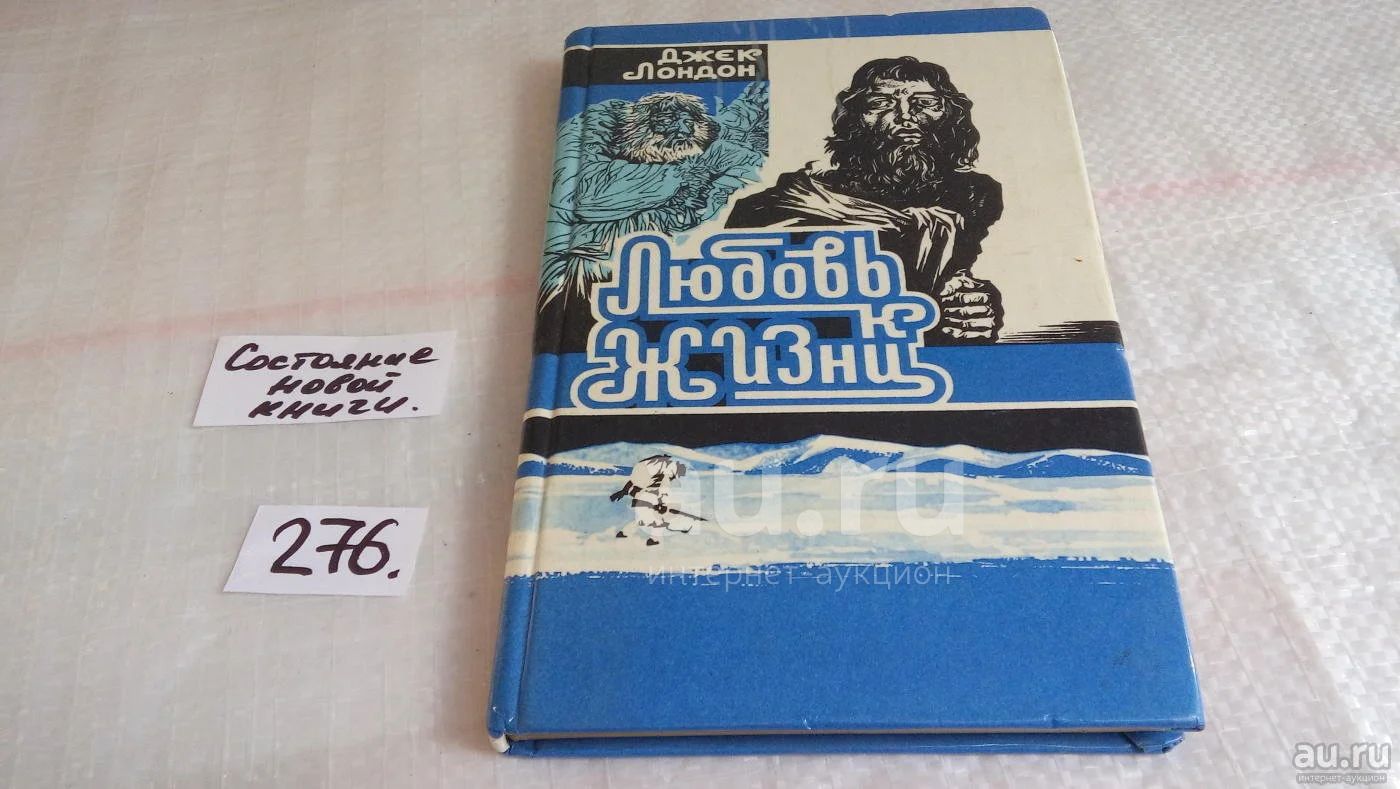 Джек
Лондон
Любовь
к
Жизни
Состояние
новой
книги.
276.
au.ru
интернет-аукцион
au.ru
интернет-аукцион